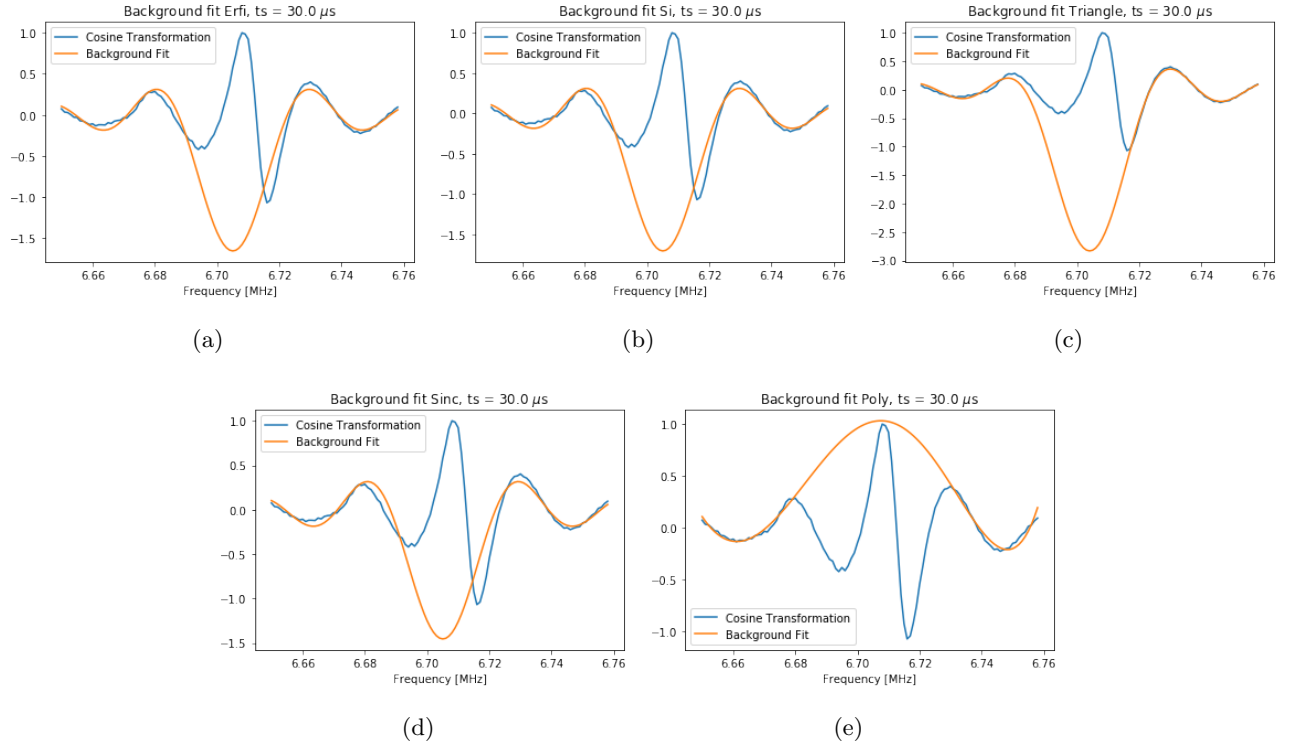 Background fit Erfi, ts = 30.0 μs
Cosine Transformation
Background Fit
1.0
0.5
0.0
−0.5
−1.0
−1.5
6.66 6.68 6.70 6.72 6.74 6.76
Frequency [MHz]
(a)
Background fit Si, ts = 30.0 μs
Cosine Transformation
Background Fit
1.0
0.5
0.0
−0.5
−1.0
−1.5
6.66 6.68 6.70 6.72 6.74 6.76
Frequency [MHz]
(b)
Background fit Triangle, ts = 30.0 μs
Cosine Transformation
Background Fit
1.0
0.5
0.0
−0.5
−1.0
−1.5
−2.0
−2.5
−3.0
6.66 6.68 6.70 6.72 6.74 6.76
Frequency [MHz]
(c)
Background fit Sinc, ts = 30.0 μs
Cosine Transformation
Background Fit
1.0
0.5
0.0
−0.5
−1.0
−1.5
6.66 6.68 6.70 6.72 6.74 6.76
Frequency [MHz]
(d)
Background fit Poly, ts = 30.0 μs
1.0
0.5
0.0
−0.5
−1.0
Cosine Transformation
Background Fit
6.66 6.68 6.70 6.72 6.74 6.76
Frequency [MHz]
(e)